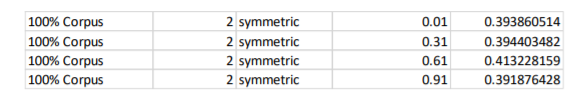 100% Corpus 2 symmetric 0.01 0.393860514
100% Corpus 2 symmetric 0.31 0.394403482
100% Corpus 2 symmetric 0.61 0.413228159
100% Corpus 2 symmetric 0.91 0.391876428